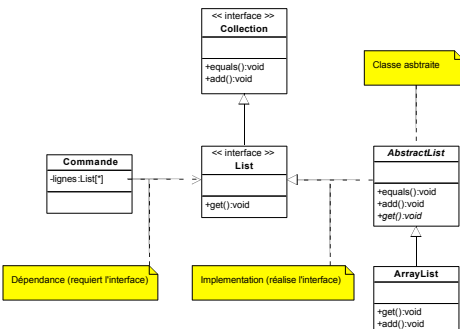 << interface >>
Collection
+equals():void
+add():void
Classe asbtraite
Commande
-lignes:List[*]
<< interface >>
List
+get():void
AbstractList
+equals():void
+add():void
+get():void
Dépendance (requiert l'interface)
Implementation (réalise l'interface)
ArrayList
+get():void
+add():void